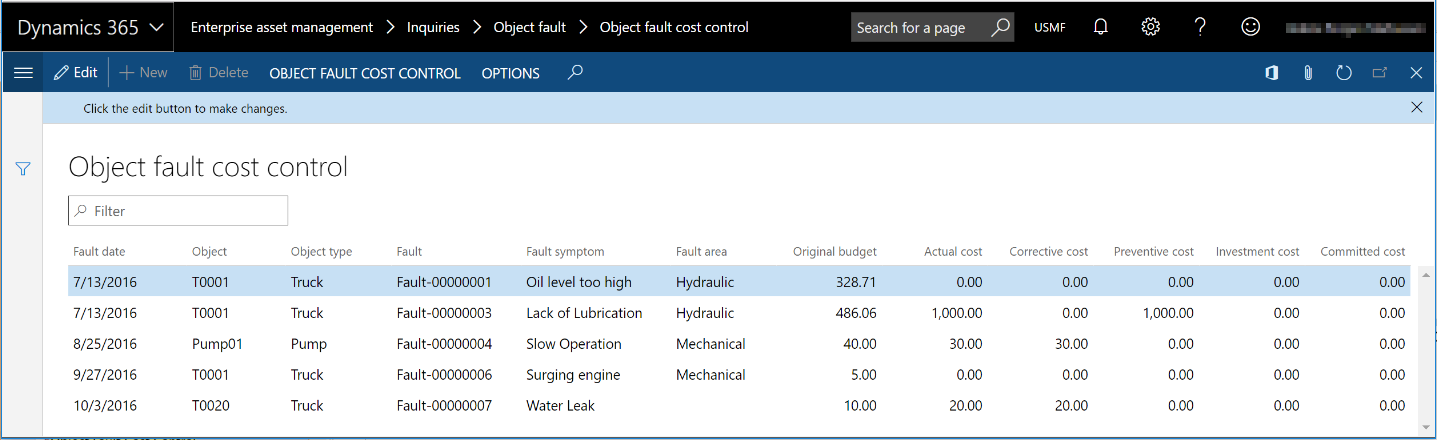 Dynamics 365 Enterprise asset management > Inquiries > Object fault > Object fault cost control Search for a page USMF ?
Edit + New Delete OBJECT FAULT COST CONTROL OPTIONS
Click the edit button to make changes.
Object fault cost control
Filter
Fault date Object Object type Fault Fault symptom Fault area Original budget Actual cost Corrective cost Preventive cost Investment cost Committed cost
7/13/2016 T0001 Truck Fault-00000001 Oil level too high Hydraulic 328.71 0.00 0.00 0.00 0.00 0.00
7/13/2016 T0001 Truck Fault-00000003 Lack of Lubrication Hydraulic 486.06 1,000.00 0.00 1,000.00 0.00 0.00
8/25/2016 Pump01 Pump Fault-00000004 Slow Operation Mechanical 40.00 30.00 30.00 0.00 0.00 0.00
9/27/2016 T0001 Truck Fault-00000006 Surging engine Mechanical 5.00 0.00 0.00 0.00 0.00 0.00
10/3/2016 T0020 Truck Fault-00000007 Water Leak 10.00 20.00 20.00 0.00 0.00 0.00